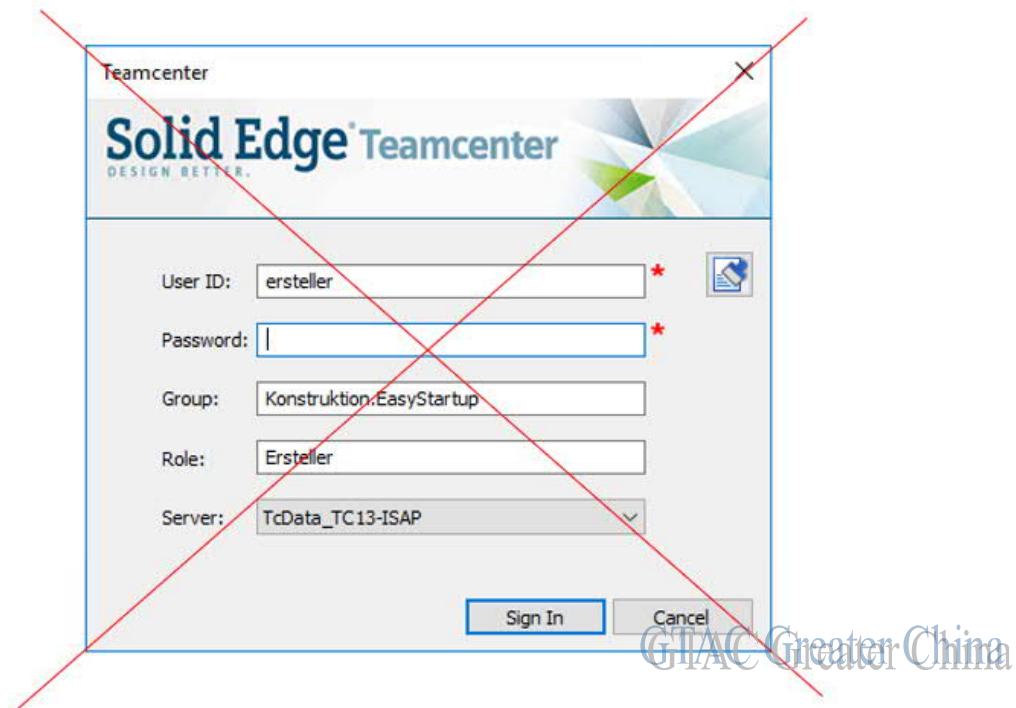 Teamcenter
Solid Edge Teamcenter
DESIGN BETTER.
User ID: ersteller *
Password: *
Group: Konstruktion.EasyStartup
Role: Ersteller
Server: TcData_TC13-ISAP
Sign In Cancel
GTAC Greater China